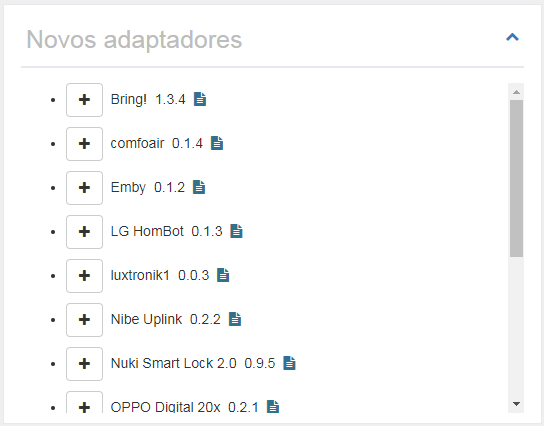 Novos adaptadores
Bring! 1.3.4
comfoair 0.1.4
Emby 0.1.2
LG HomBot 0.1.3
luxtronik1 0.0.3
Nibe Uplink 0.2.2
Nuki Smart Lock 2.0 0.9.5
OPPO Digital 20x 0.2.1